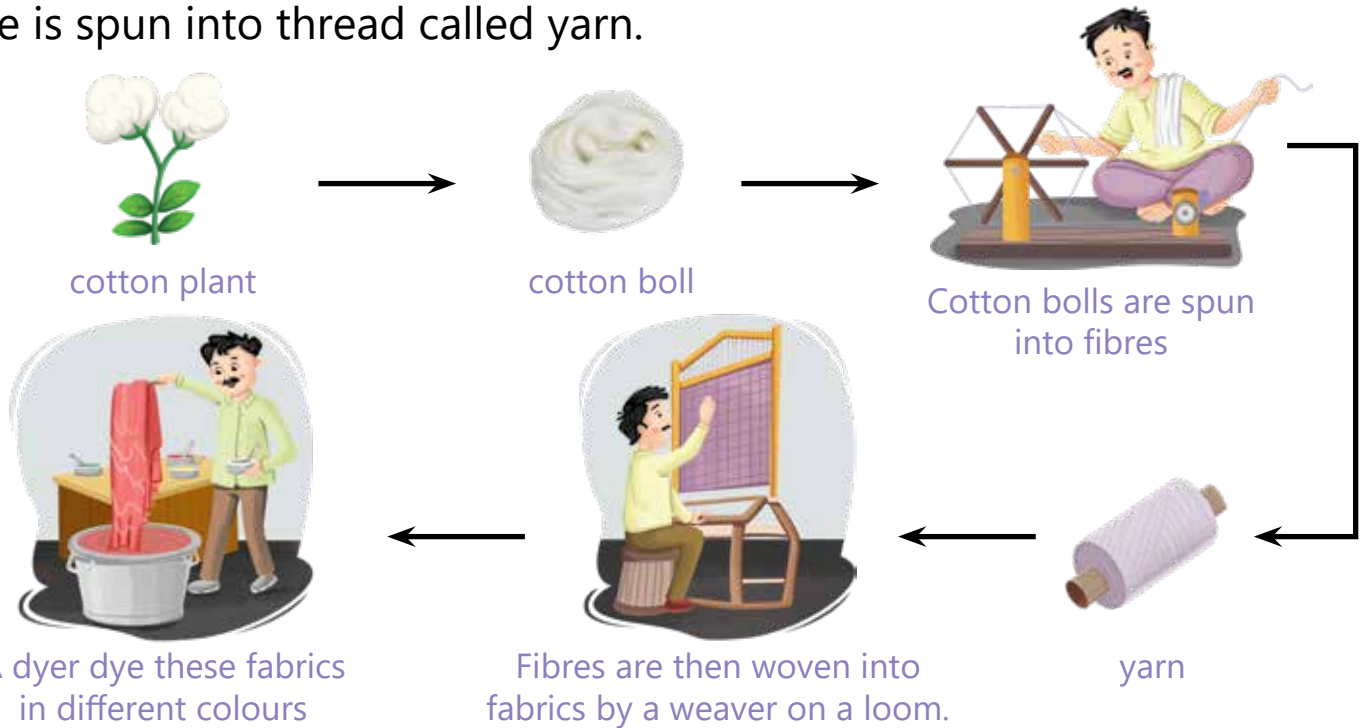 is spun into thread called yarn.
cotton plant
cotton boll
Cotton bolls are spun
into fibres
yarn
Fibres are then woven into
fabrics by a weaver on a loom.
dyer dye these fabrics
in different colours